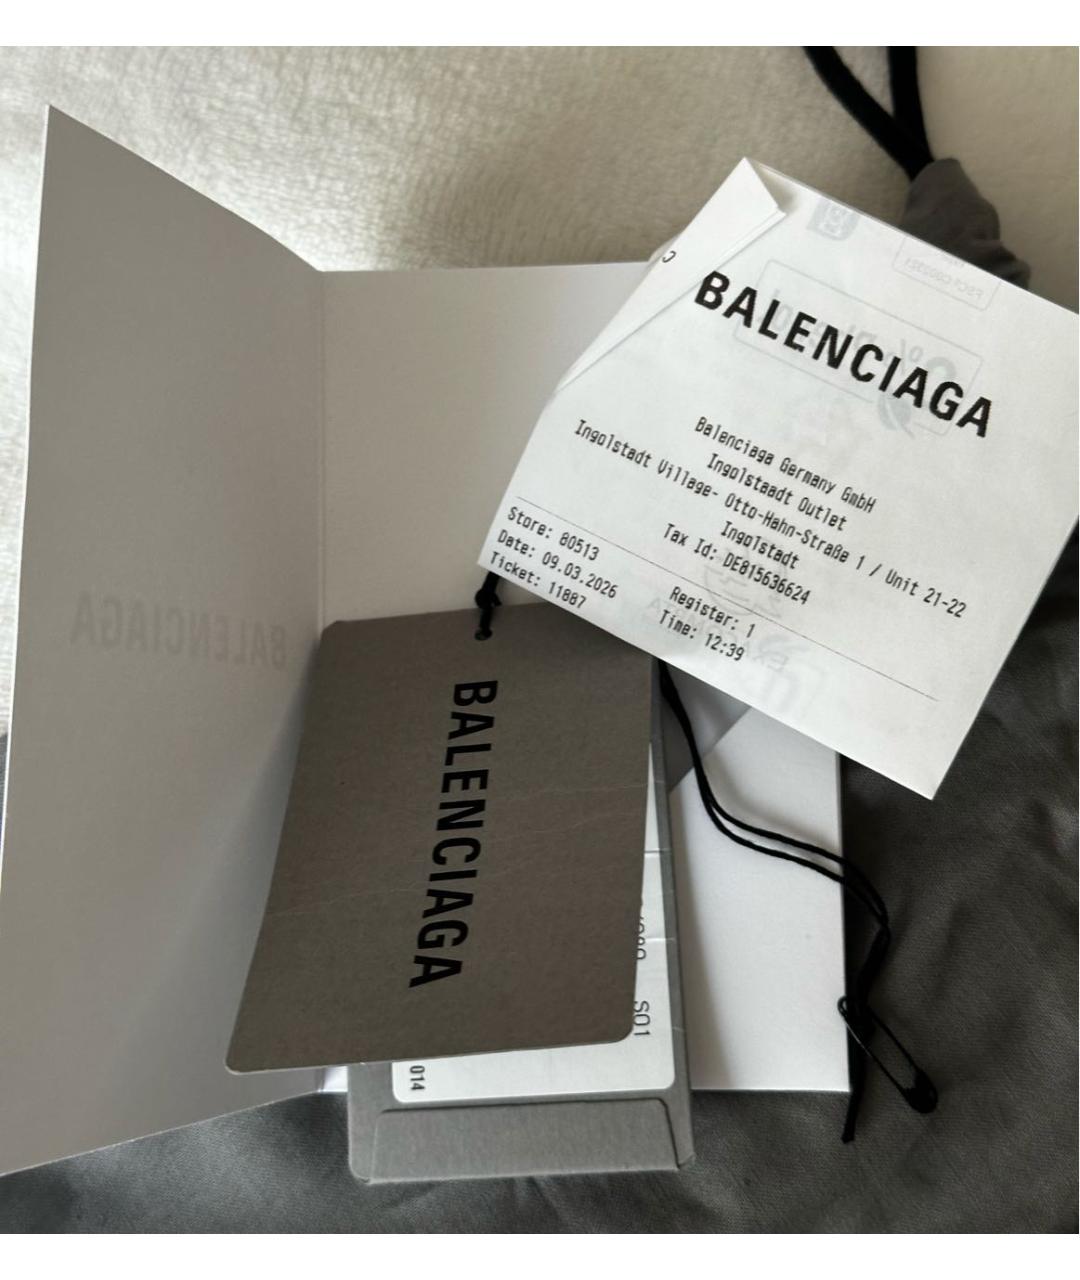 BALENCIAGA
Balenciaga Germany GmbH
Ingolstaadt Outlet
Ingolstadt Village- Otto-Hahn-Straße 1 / Unit 21-22
Ingolstadt
Tax Id: DE815636624
Store: 80513 Register: 1
Date: 09.03.2026 Time: 12:39
Ticket: 11887
BALENCIAGA
BALENCIAGA
S01
014